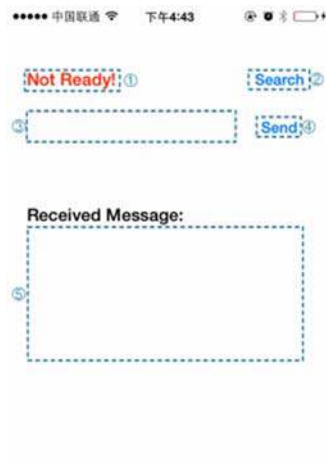 中国联通 下午4:43
Not Ready! ① Search ②
③ Send ④
Received Message:
⑤